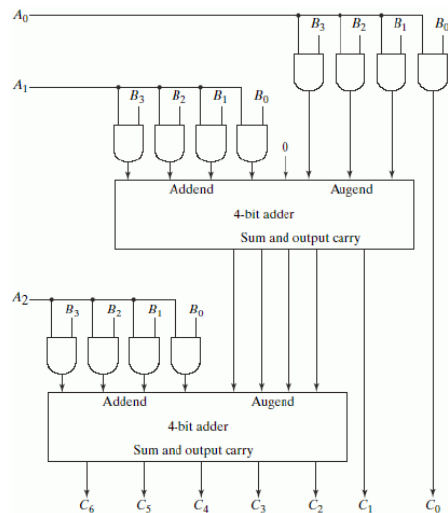 A₀
B₃ B₂ B₁ B₀
A₁
B₃ B₂ B₁ B₀
0
Addend Augend
4-bit adder
Sum and output carry
A₂
B₃ B₂ B₁ B₀
Addend Augend
4-bit adder
Sum and output carry
C₆ C₅ C₄ C₃ C₂ C₁ C₀